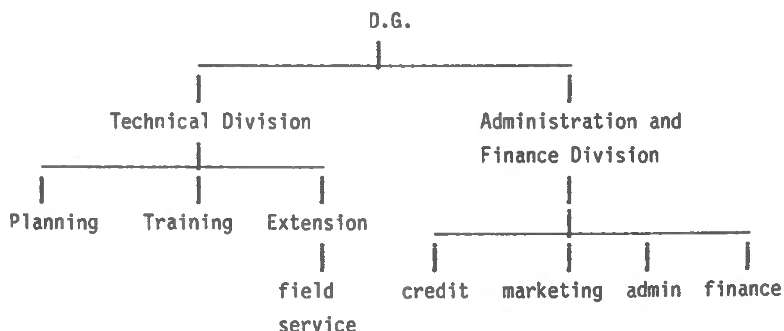 D.G.
Technical Division
Administration and
Finance Division
Planning Training Extension
field
service
credit marketing admin finance